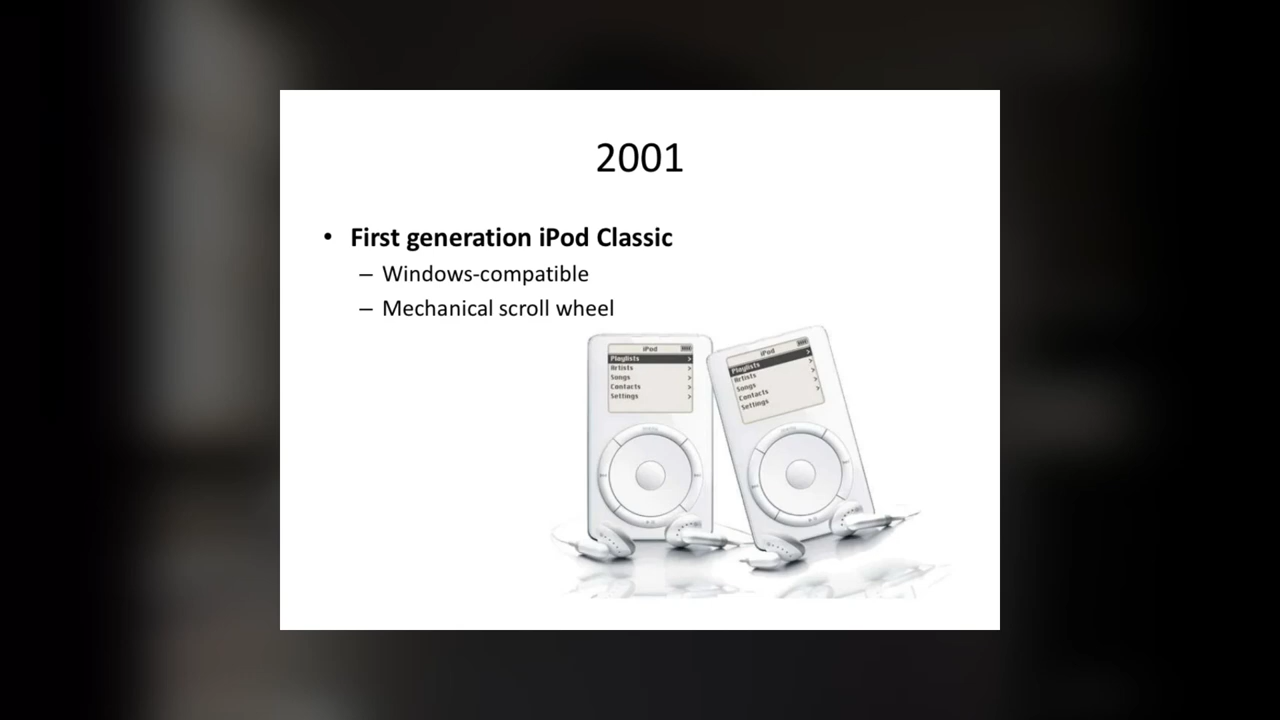 2001
• First generation iPod Classic
– Windows-compatible
– Mechanical scroll wheel
iPod
Playlists >
Artists >
Songs >
Contacts >
Settings >
iPod
Playlists >
Artists >
Songs >
Contacts >
Settings